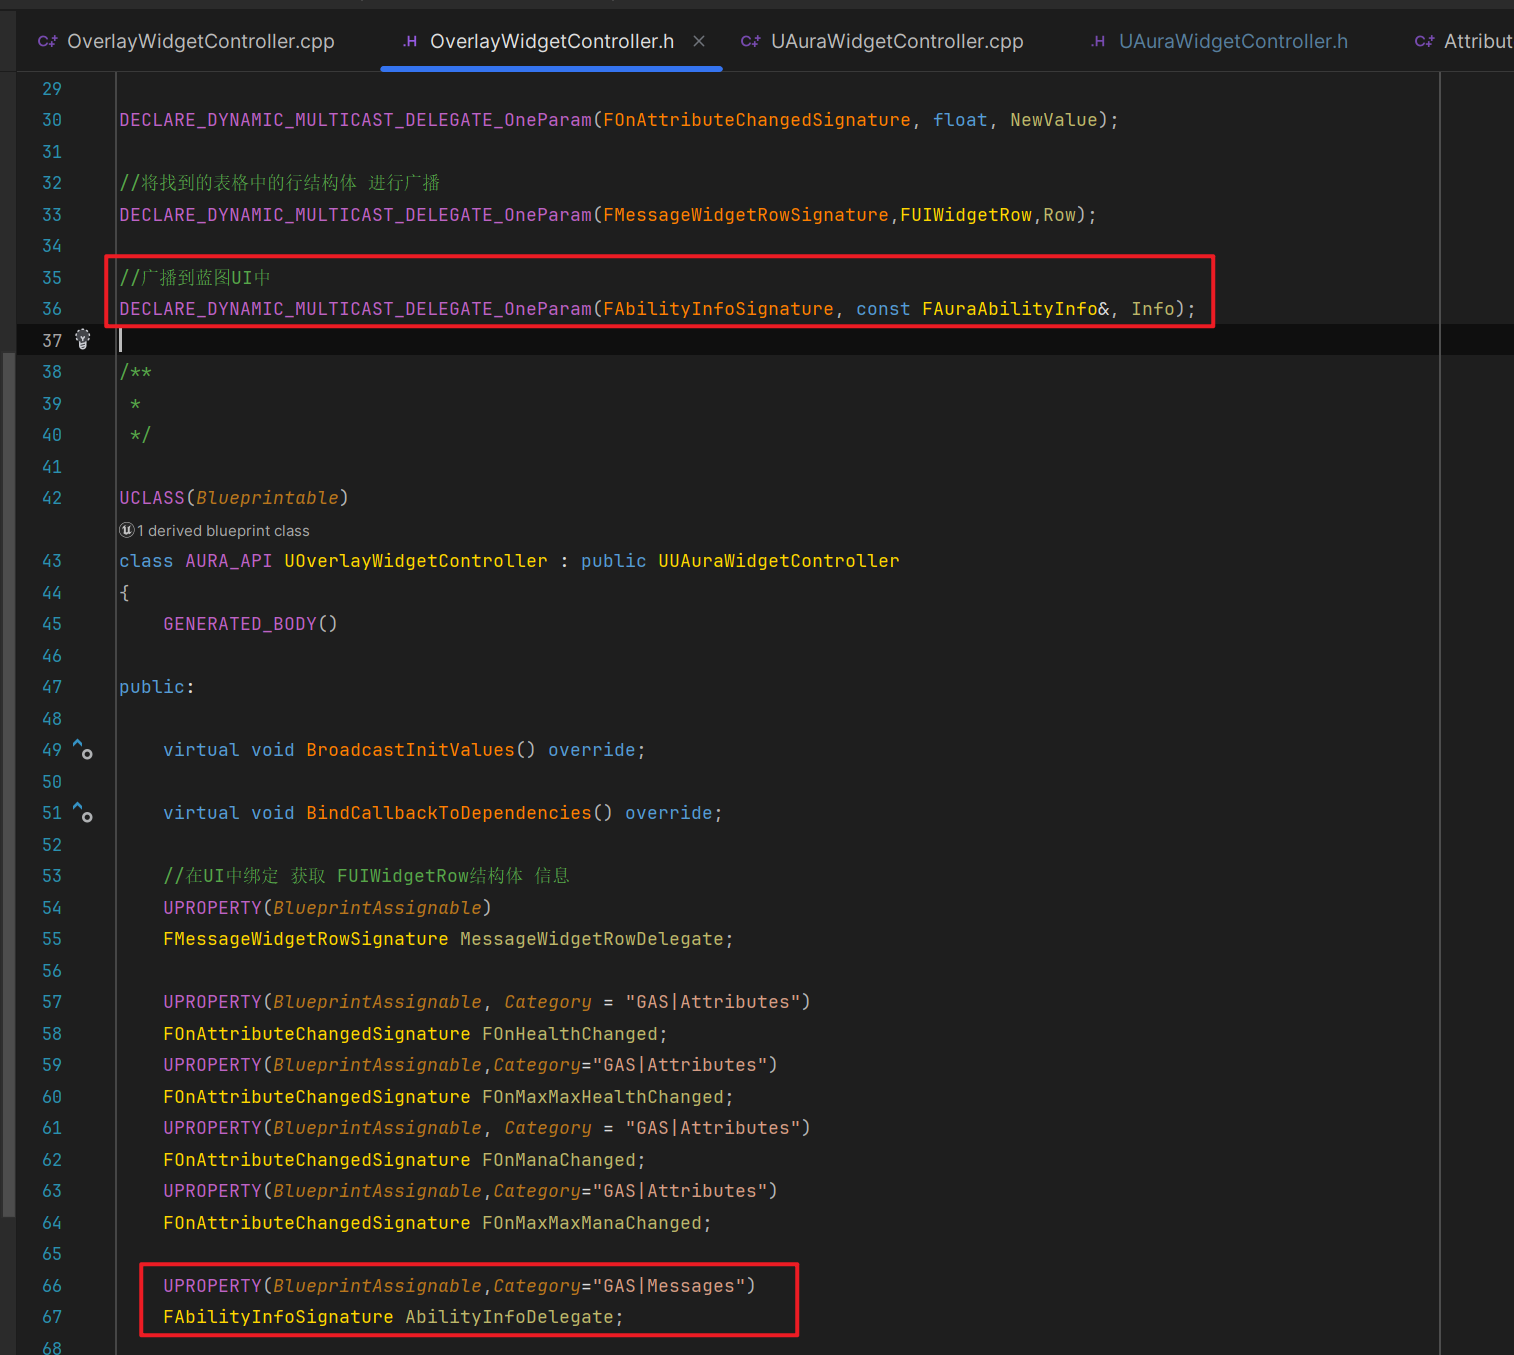 C++ OverlayWidgetController.cpp .H OverlayWidgetController.h × C++ UAuraWidgetController.cpp .H UAuraWidgetController.h C++ Attribut
29
30 DECLARE_DYNAMIC_MULTICAST_DELEGATE_OneParam(FOnAttributeChangedSignature, float, NewValue);
31
32 //将找到的表格中的行结构体 进行广播
33 DECLARE_DYNAMIC_MULTICAST_DELEGATE_OneParam(FMessageWidgetRowSignature,FUIWidgetRow,Row);
34
35 //广播到蓝图UI中
36 DECLARE_DYNAMIC_MULTICAST_DELEGATE_OneParam(FAbilityInfoSignature, const FAuraAbilityInfo&, Info);
37
38 /**
39  *
40  */
41
42 UCLASS(Blueprintable)
1 derived blueprint class
43 class AURA_API UOverlayWidgetController : public UUAuraWidgetController
44 {
45     GENERATED_BODY()
46
47 public:
48
49     virtual void BroadcastInitValues() override;
50
51     virtual void BindCallbackToDependencies() override;
52
53     //在UI中绑定 获取 FUIWidgetRow结构体 信息
54     UPROPERTY(BlueprintAssignable)
55     FMessageWidgetRowSignature MessageWidgetRowDelegate;
56
57     UPROPERTY(BlueprintAssignable, Category = "GAS|Attributes")
58     FOnAttributeChangedSignature FOnHealthChanged;
59     UPROPERTY(BlueprintAssignable,Category="GAS|Attributes")
60     FOnAttributeChangedSignature FOnMaxMaxHealthChanged;
61     UPROPERTY(BlueprintAssignable, Category = "GAS|Attributes")
62     FOnAttributeChangedSignature FOnManaChanged;
63     UPROPERTY(BlueprintAssignable,Category="GAS|Attributes")
64     FOnAttributeChangedSignature FOnMaxMaxManaChanged;
65
66     UPROPERTY(BlueprintAssignable,Category="GAS|Messages")
67     FAbilityInfoSignature AbilityInfoDelegate;
68